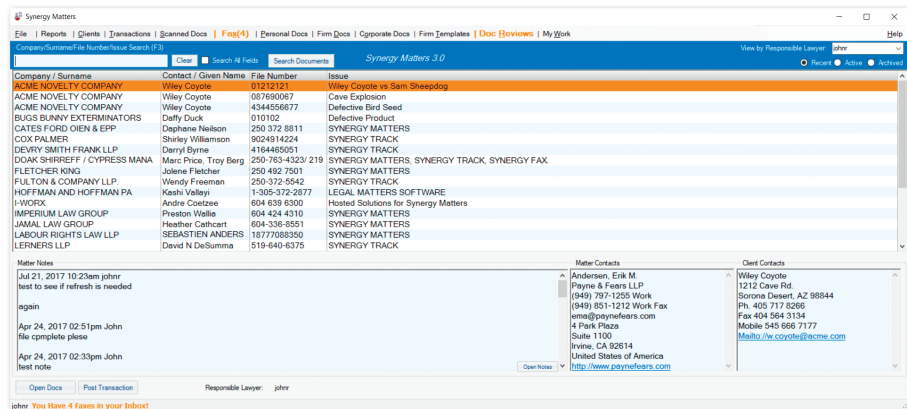 Synergy Matters
File | Reports | Clients | Transactions | Scanned Docs | Fax(4) | Personal Docs | Firm Docs | Corporate Docs | Firm Templates | Doc Reviews | My Work Help
Company/Surname/File Number/Issue Search (F3)
Clear Search All Fields Search Documents Synergy Matters 3.0
View by Responsible Lawyer: johnr
Recent Active Archived
Company / Surname Contact / Given Name File Number Issue
ACME NOVELTY COMPANY Wiley Coyote 01212121 Wiley Coyote vs Sam Sheepdog
ACME NOVELTY COMPANY Wiley Coyote 087690067 Cave Explosion
ACME NOVELTY COMPANY Wiley Coyote 4344556677 Defective Bird Seed
BUGS BUNNY EXTERMINATORS Daffy Duck 010102 Defective Product
CATES FORD OIEN & EPP Daphane Neilson 250 372 8811 SYNERGY MATTERS
COX PALMER Shirley Williamson 9024914224 SYNERGY TRACK
DEVRY SMITH FRANK LLP Darryl Byrne 4164465051 SYNERGY TRACK
DOAK SHIRREFF / CYPRESS MANA Marc Price, Troy Berg 250-763-4323/ 219 SYNERGY MATTERS, SYNERGY TRACK, SYNERGY FAX.
FLETCHER KING Jolene Fletcher 250 492 7501 SYNERGY MATTERS
FULTON & COMPANY LLP. Wendy Freeman 250-372-5542 SYNERGY TRACK
HOFFMAN AND HOFFMAN PA Kashi Vallayi 1-305-372-2877 LEGAL MATTERS SOFTWARE
I-WORX Andre Coetzee 604 639 6300 Hosted Solutions for Synergy Matters
IMPERIUM LAW GROUP Preston Wallia 604 424 4310 SYNERGY MATTERS
JAMAL LAW GROUP Heather Cathcart 604-336-8551 SYNERGY MATTERS
LABOUR RIGHTS LAW LLP SEBASTIEN ANDERS 18777088350 SYNERGY MATTERS
LERNERS LLP David N DeSumma 519-640-6375 SYNERGY TRACK
Matter Notes
Jul 21, 2017 10:23am johnr
test to see if refresh is needed
again
Apr 24, 2017 02:51pm John
file cpmplete plese
Apr 24, 2017 02:33pm John
test note
Open Notes
Matter Contacts
Andersen, Erik M.
Payne & Fears LLP
(949) 797-1255 Work
(949) 851-1212 Work Fax
ema@paynefears.com
4 Park Plaza
Suite 1100
Irvine, CA 92614
United States of America
http://www.paynefears.com
Client Contacts
Wiley Coyote
1212 Cave Rd.
Sorona Desert, AZ 98844
Ph. 405 717 8266
Fax 404 564 3134
Mobile 545 666 7177
Mailto://w.coyote@acme.com
Open Docs Post Transaction Responsible Lawyer: johnr
johnr You Have 4 Faxes in your Inbox!